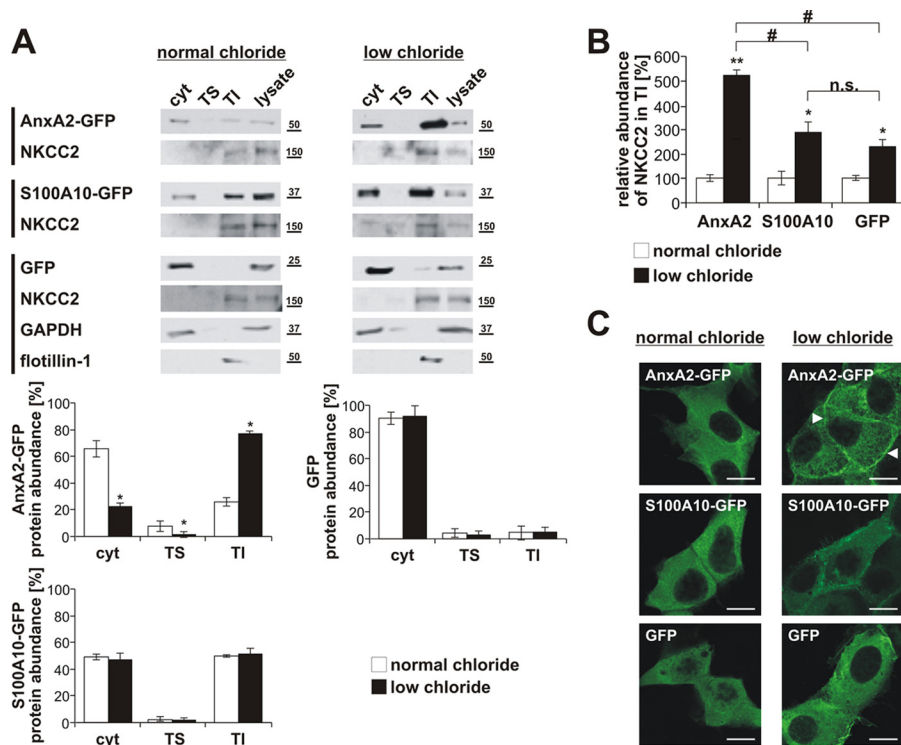 A
normal chloride
low chloride
cyt TS TI lysate
cyt TS TI lysate
AnxA2-GFP
50
50
NKCC2
150
150
S100A10-GFP
37
37
NKCC2
150
150
GFP
25
25
NKCC2
150
150
GAPDH
37
37
flotillin-1
50
50
AnxA2-GFP
protein abundance [%]
100
80
60
40
20
0
*
*
*
cyt TS TI
GFP
protein abundance [%]
100
80
60
40
20
0
cyt TS TI
S100A10-GFP
protein abundance [%]
100
80
60
40
20
0
cyt TS TI
normal chloride
low chloride
B
relative abundance
of NKCC2 in TI [%]
600
500
400
300
200
100
0
#
#
n.s.
**
*
*
AnxA2 S100A10 GFP
normal chloride
low chloride
C
normal chloride
low chloride
AnxA2-GFP
AnxA2-GFP
S100A10-GFP
S100A10-GFP
GFP
GFP